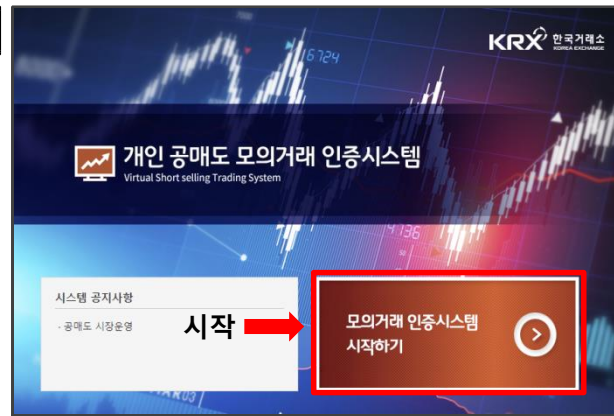 16724
KRX 한국거래소
KOREA EXCHANGE
개인 공매도 모의거래 인증시스템
Virtual Short selling Trading System
4136
시스템 공지사항
· 공매도 시장운영
시작
모의거래 인증시스템
시작하기